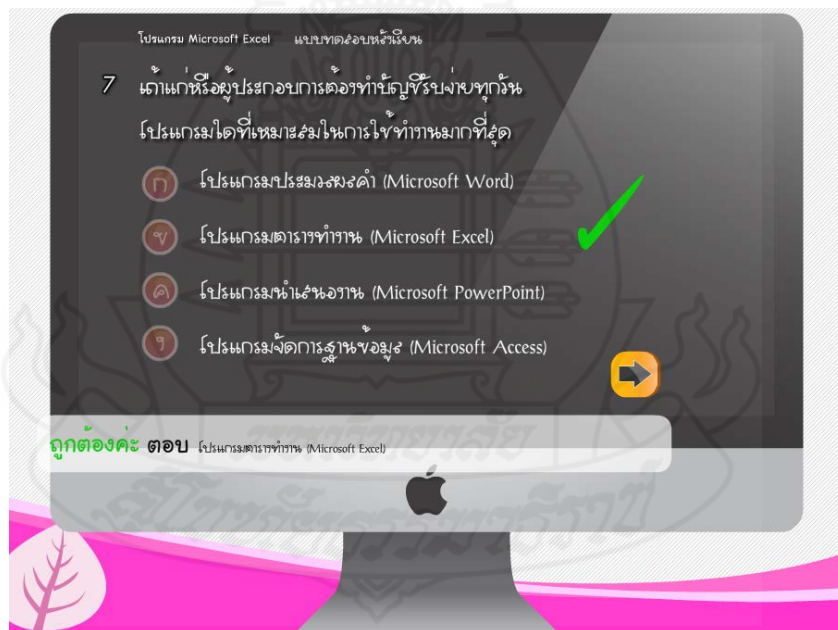 โปรแกรม Microsoft Excel แบบทดสอบหลังเรียน
7 เถ้าแก่หรือผู้ประกอบการต้องทำบัญชีรับจ่ายทุกวัน
โปรแกรมใดที่เหมาะสมในการใช้ทำงานมากที่สุด
ก โปรแกรมประมวลผลคำ (Microsoft Word)
ข โปรแกรมตารางทำงาน (Microsoft Excel)
ค โปรแกรมนำเสนองาน (Microsoft PowerPoint)
ง โปรแกรมจัดการฐานข้อมูล (Microsoft Access)
ถูกต้องค่ะ ตอบ โปรแกรมตารางทำงาน (Microsoft Excel)